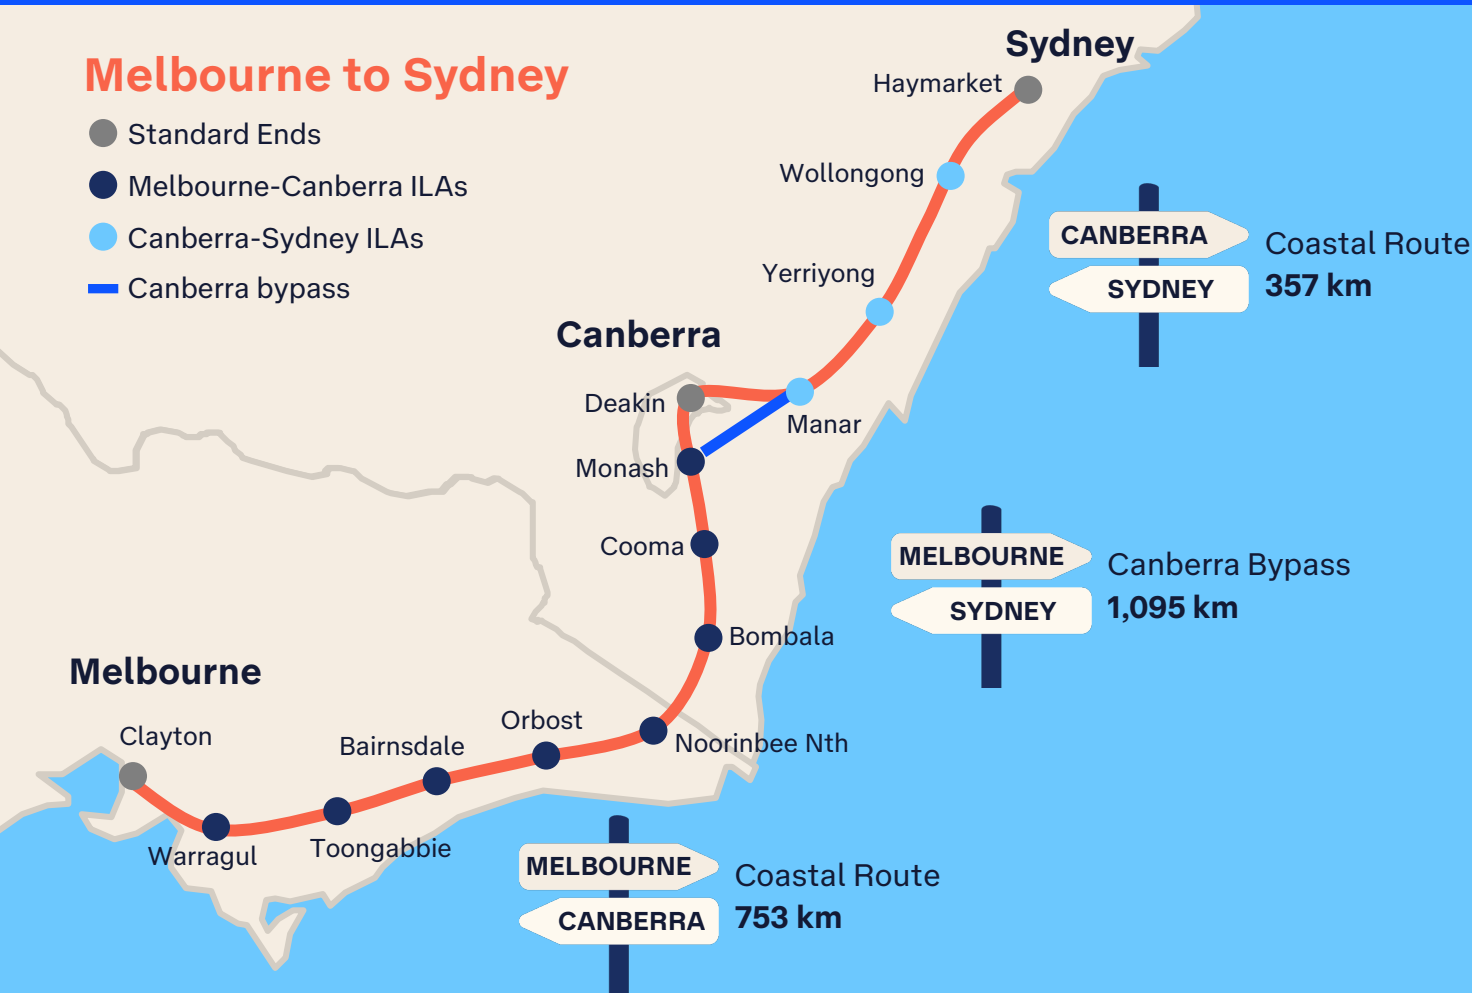 Melbourne to Sydney
Standard Ends
Melbourne-Canberra ILAs
Canberra-Sydney ILAs
Canberra bypass
Sydney
Haymarket
Wollongong
Yerriyong
Canberra
Deakin
Manar
Monash
Cooma
Bombala
Melbourne
Clayton
Orbost
Bairnsdale
Noorinbee Nth
Warragul
Toongabbie
CANBERRA
SYDNEY
Coastal Route
357 km
MELBOURNE
SYDNEY
Canberra Bypass
1,095 km
MELBOURNE
CANBERRA
Coastal Route
753 km